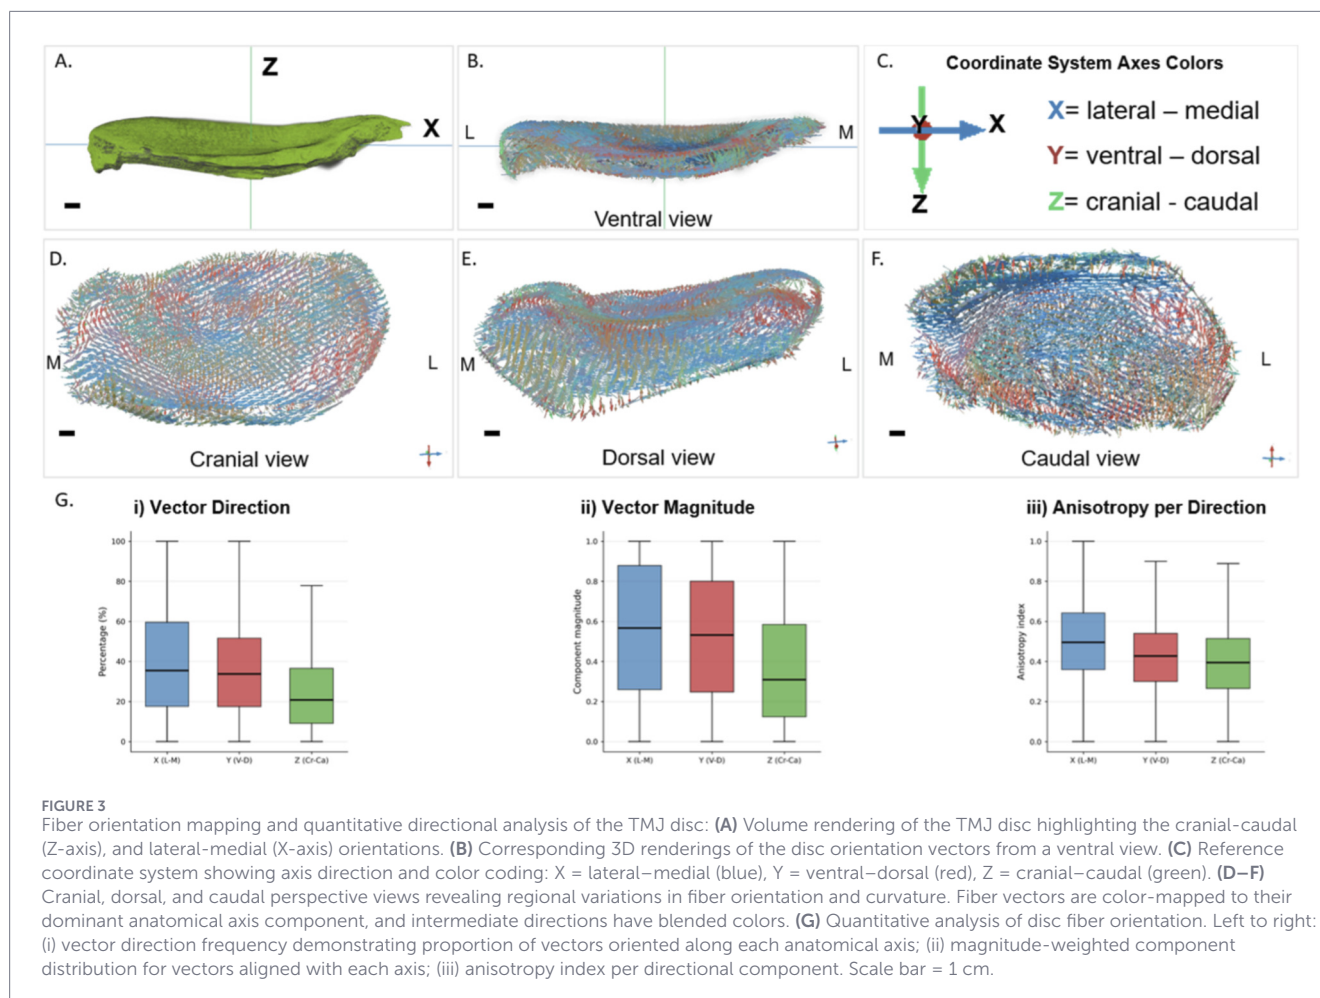 A.
Z
X
B.
L
M
Ventral view
C.
Coordinate System Axes Colors
Y
X
Z
X= lateral – medial
Y= ventral – dorsal
Z= cranial - caudal
D.
M
L
Cranial view
E.
M
L
Dorsal view
F.
M
L
Caudal view
G.
i) Vector Direction
Percentage (%)
100
80
60
40
20
0
X (L-M)
Y (V-D)
Z (Cr-Ca)
ii) Vector Magnitude
Component magnitude
1.0
0.8
0.6
0.4
0.2
0.0
X (L-M)
Y (V-D)
Z (Cr-Ca)
iii) Anisotropy per Direction
Anisotropy index
1.0
0.8
0.6
0.4
0.2
0.0
X (L-M)
Y (V-D)
Z (Cr-Ca)
FIGURE 3
Fiber orientation mapping and quantitative directional analysis of the TMJ disc: (A) Volume rendering of the TMJ disc highlighting the cranial-caudal
(Z-axis), and lateral-medial (X-axis) orientations. (B) Corresponding 3D renderings of the disc orientation vectors from a ventral view. (C) Reference
coordinate system showing axis direction and color coding: X = lateral–medial (blue), Y = ventral–dorsal (red), Z = cranial–caudal (green). (D–F)
Cranial, dorsal, and caudal perspective views revealing regional variations in fiber orientation and curvature. Fiber vectors are color-mapped to their
dominant anatomical axis component, and intermediate directions have blended colors. (G) Quantitative analysis of disc fiber orientation. Left to right:
(i) vector direction frequency demonstrating proportion of vectors oriented along each anatomical axis; (ii) magnitude-weighted component
distribution for vectors aligned with each axis; (iii) anisotropy index per directional component. Scale bar = 1 cm.